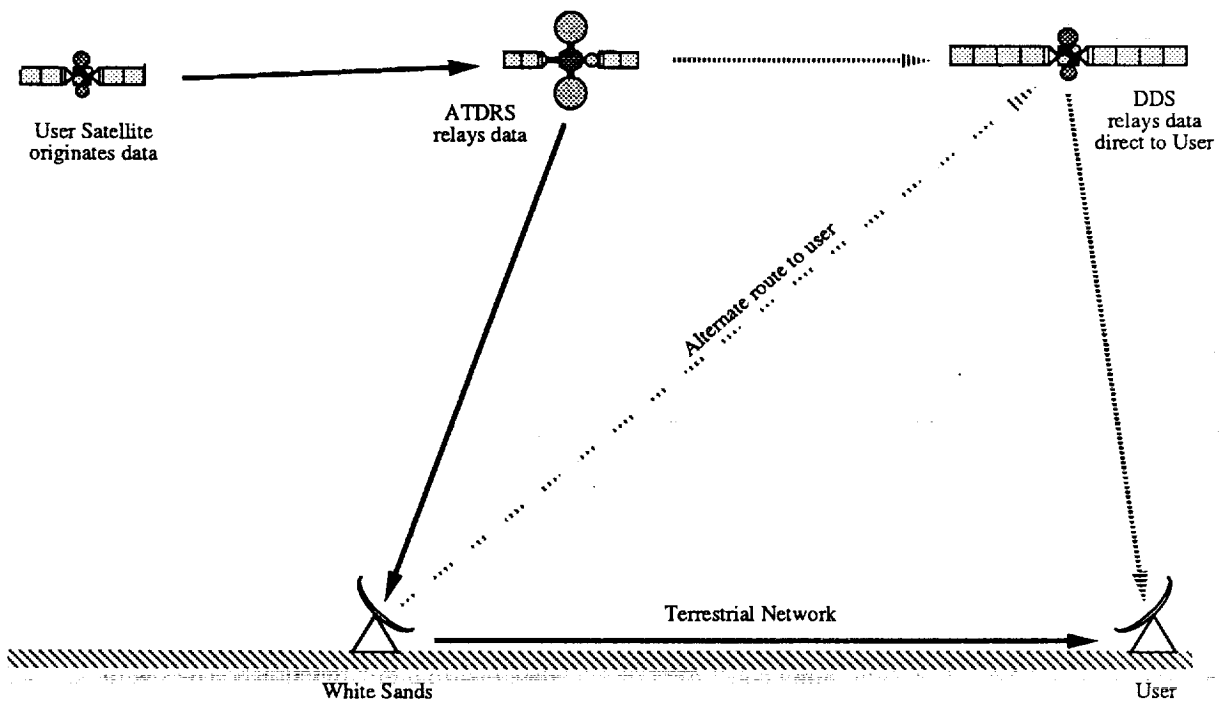 User Satellite
originates data
ATDRS
relays data
DDS
relays data
direct to User
Alternate route to user
Terrestrial Network
White Sands
User